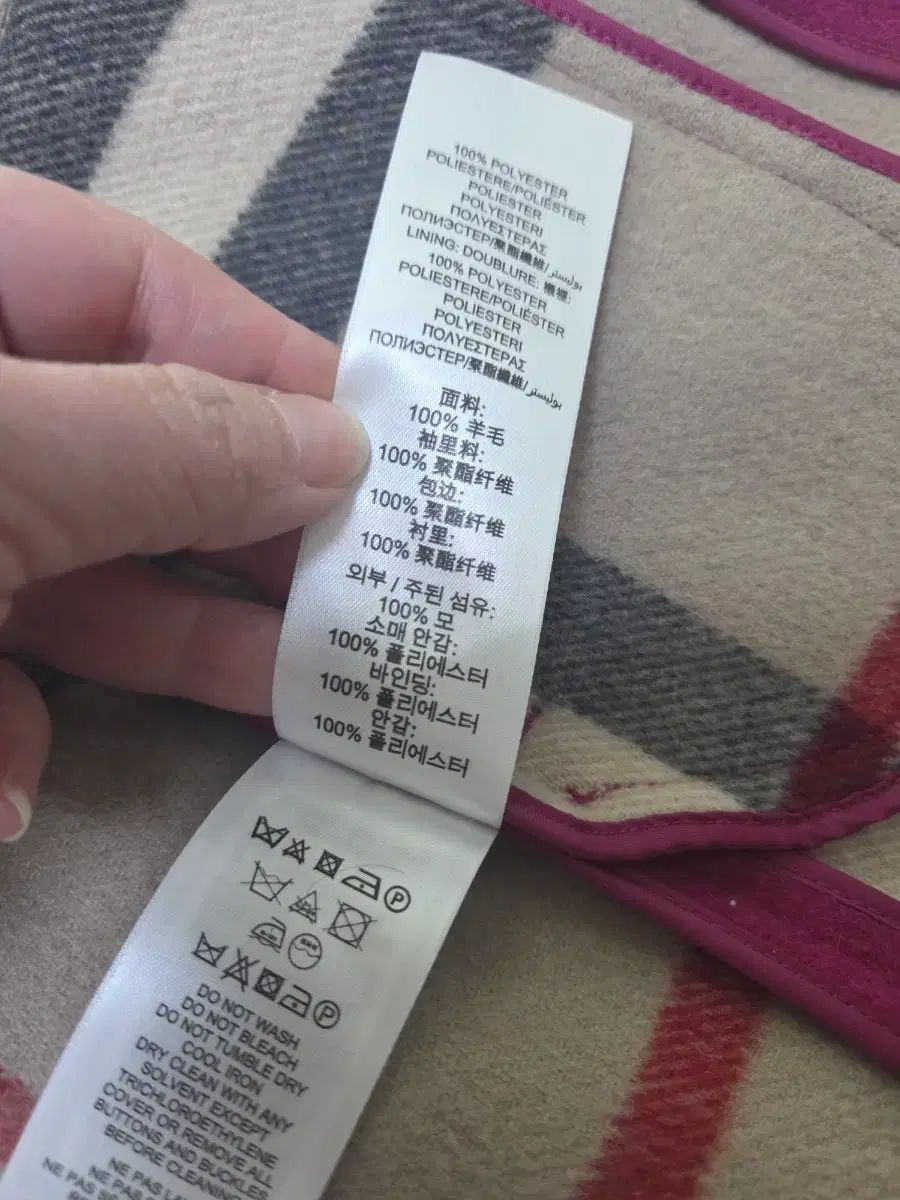 100% POLYESTER
POLIESTERE/POLIÉSTER
POLIESTER
POLYESTERI
ΠΟΛΥΕΣΤΕΡΑΣ
ПОЛИЭСТЕР/聚酯纖維/بوليستر
LINING: DOUBLURE: 襯裡:
100% POLYESTER
POLIESTERE/POLIÉSTER
POLIESTER
POLYESTERI
ΠΟΛΥΕΣΤΕΡΑΣ
ПОЛИЭСТЕР/聚酯纖維/بوليستر
面料:
100% 羊毛
袖里料:
100% 聚酯纤维
包边:
100% 聚酯纤维
衬里:
100% 聚酯纤维
외부 / 주된 섬유:
100% 모
소매 안감:
100% 폴리에스터
바인딩:
100% 폴리에스터
안감:
100% 폴리에스터
P
P
DO NOT WASH
DO NOT BLEACH
DO NOT TUMBLE DRY
COOL IRON
DRY CLEAN WITH ANY
SOLVENT EXCEPT
TRICHLOROETHYLENE
COVER OR REMOVE ALL
BUTTONS AND BUCKLES
BEFORE CLEANING
NE PAS
NE PAS